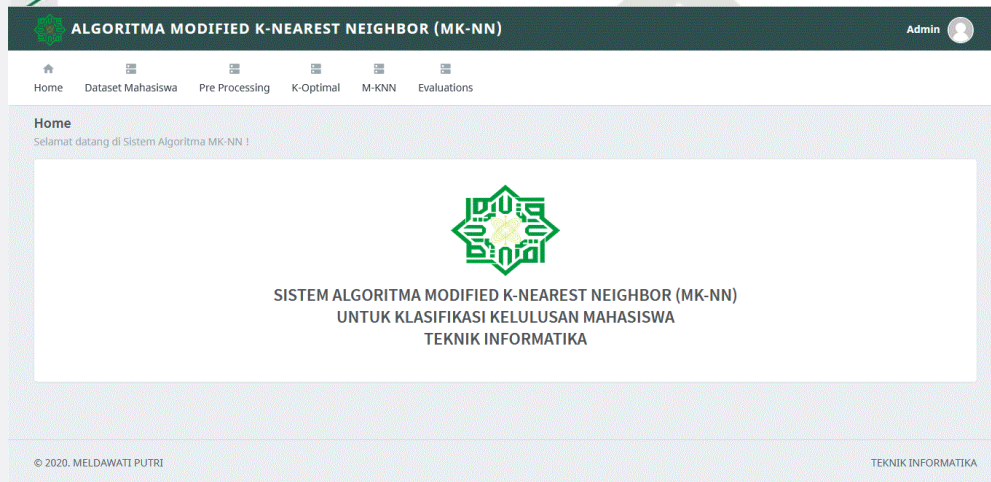 ALGORITMA MODIFIED K-NEAREST NEIGHBOR (MK-NN)
Admin
Home
Dataset Mahasiswa
Pre Processing
K-Optimal
M-KNN
Evaluations
Home
Selamat datang di Sistem Algoritma MK-NN !
SISTEM ALGORITMA MODIFIED K-NEAREST NEIGHBOR (MK-NN)
UNTUK KLASIFIKASI KELULUSAN MAHASISWA
TEKNIK INFORMATIKA
© 2020. MELDAWATI PUTRI
TEKNIK INFORMATIKA